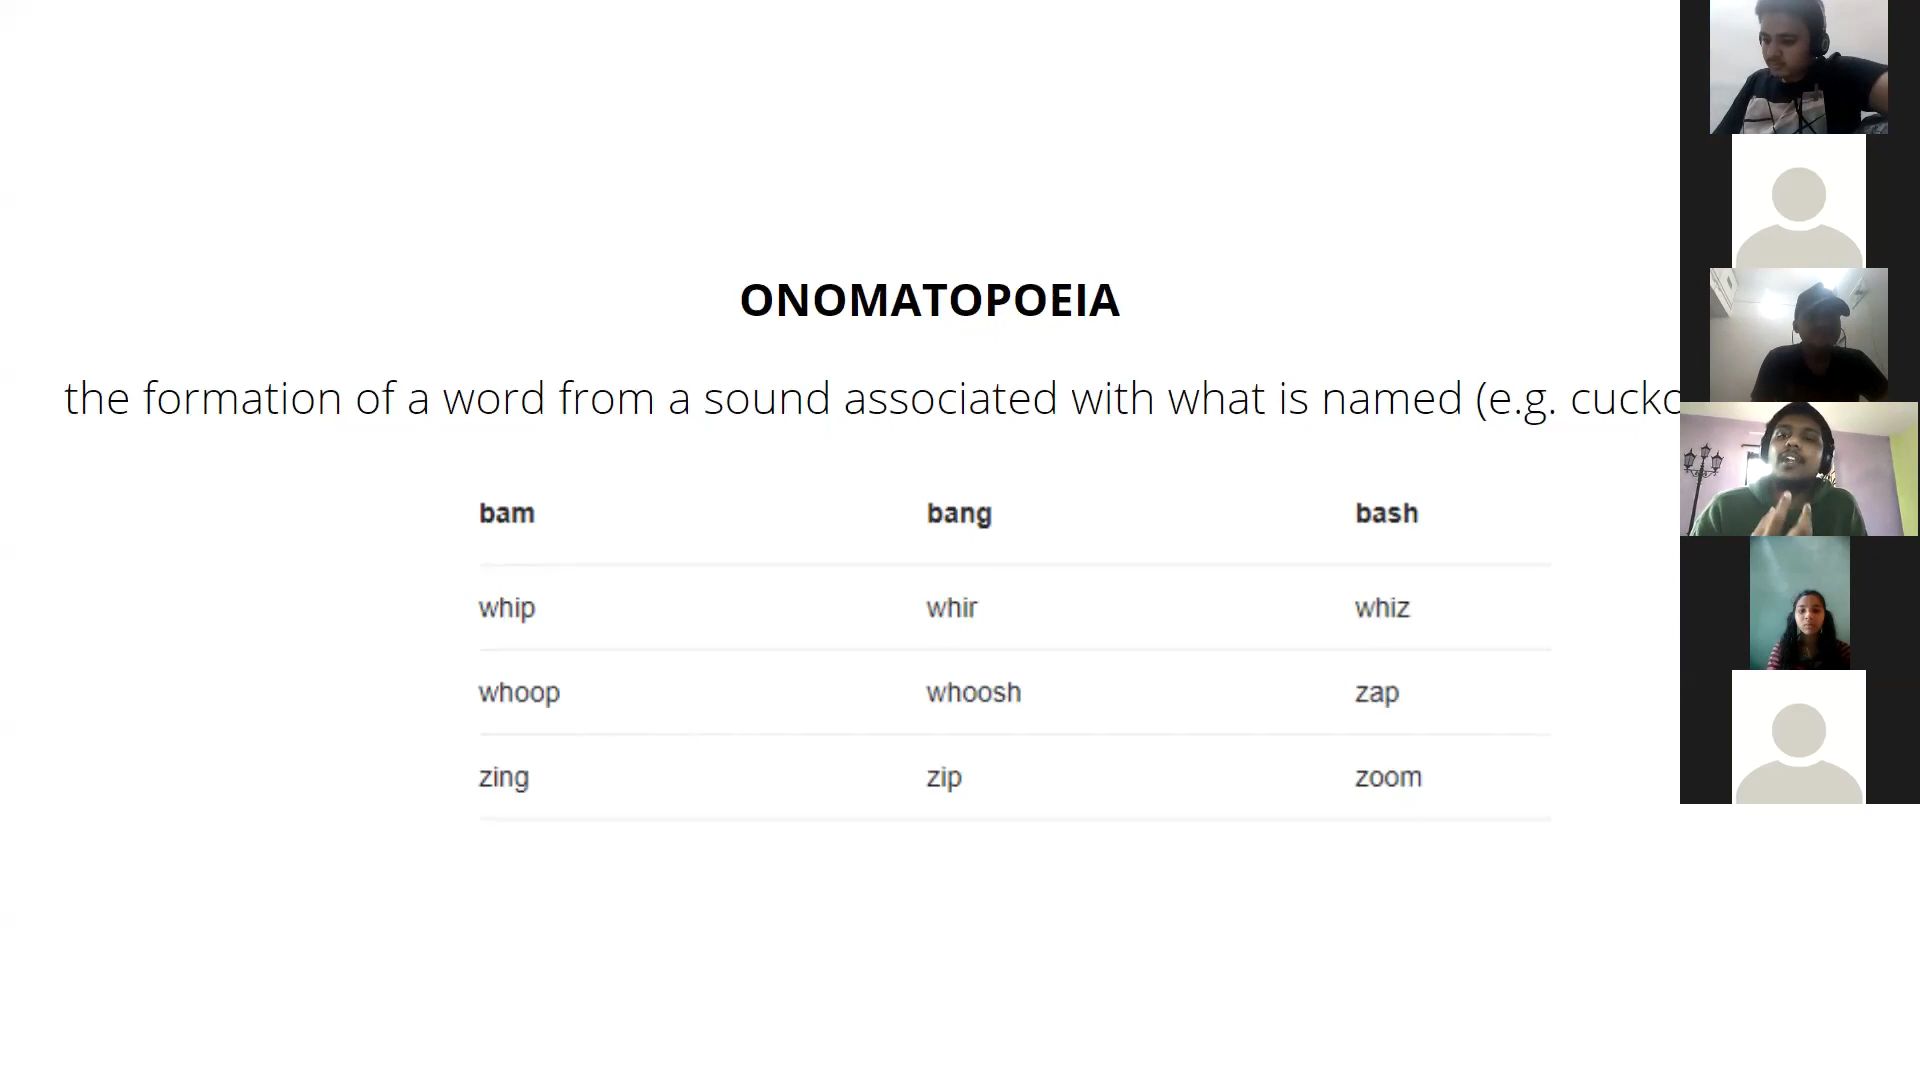 ONOMATOPOEIA
the formation of a word from a sound associated with what is named (e.g. cucko
bam bang bash
whip whir whiz
whoop whoosh zap
zing zip zoom